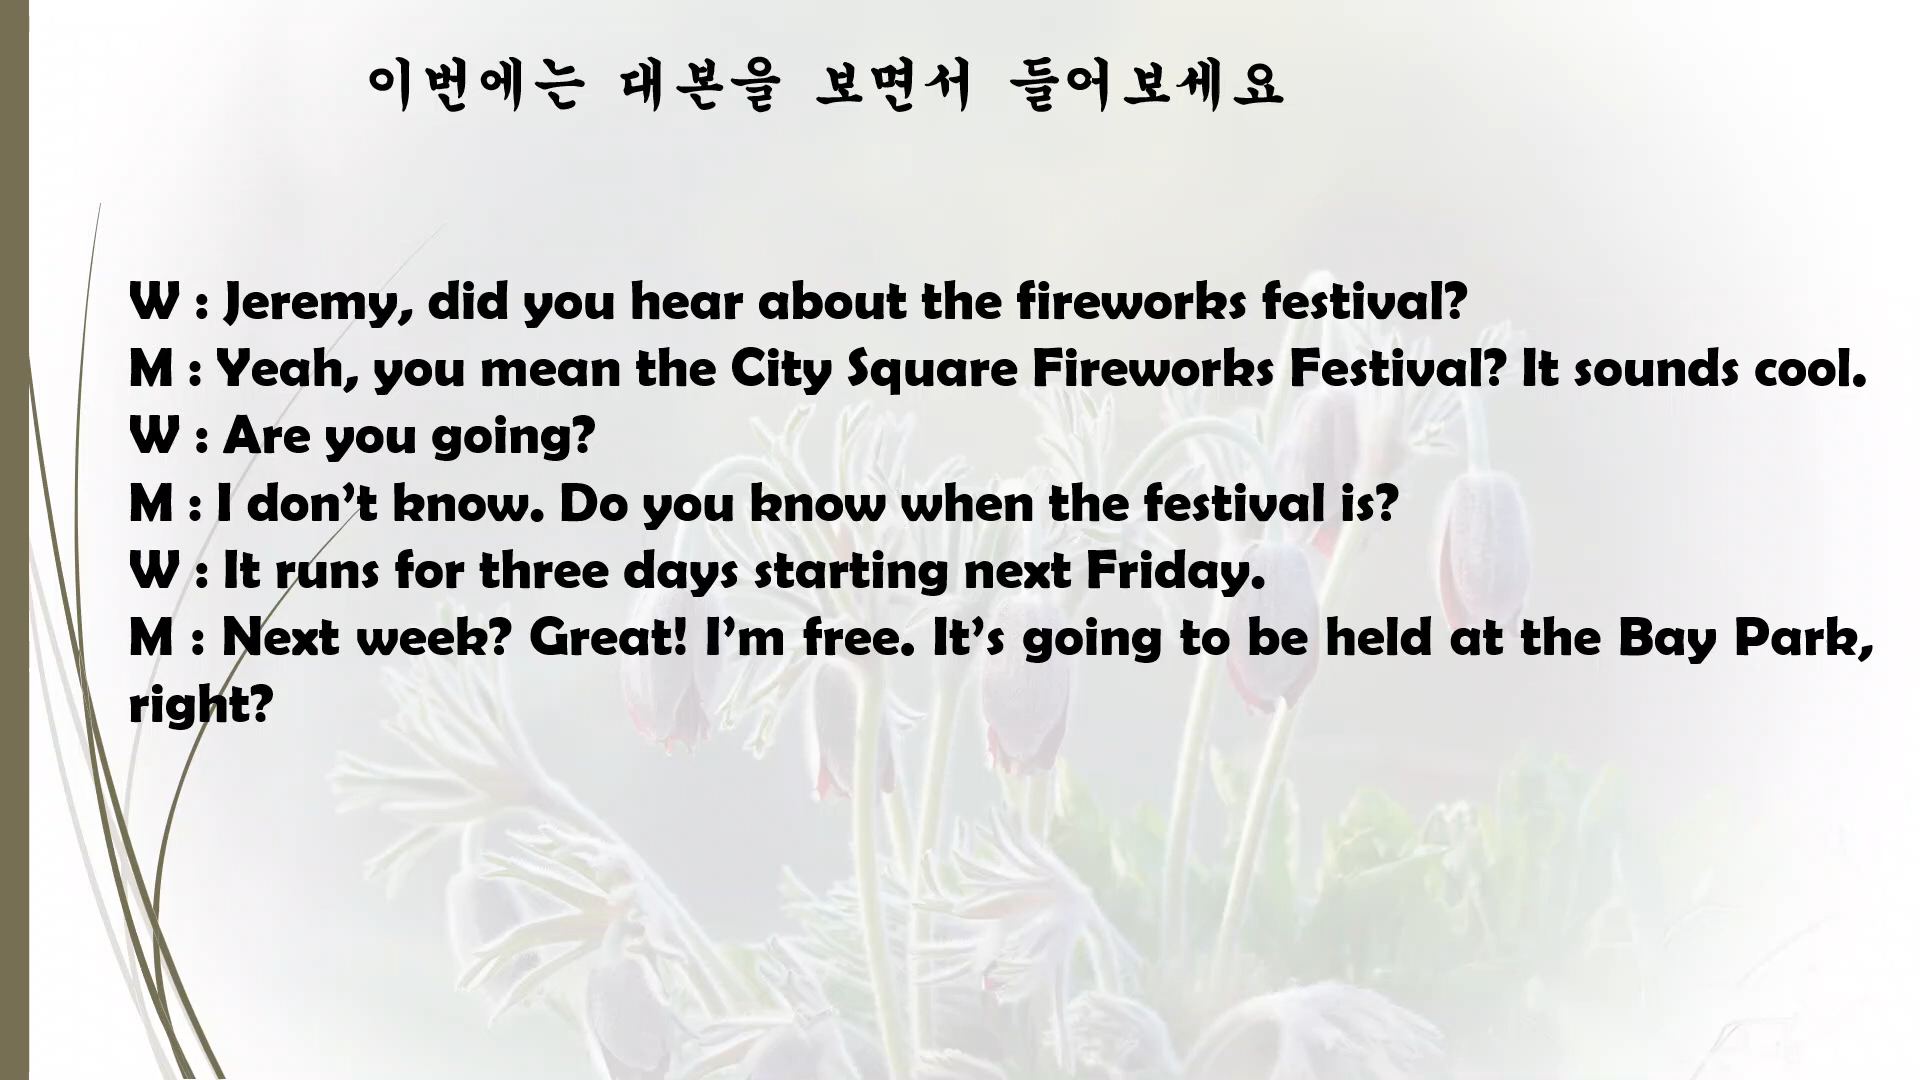 이번에는 대본을 보면서 들어보세요
W : Jeremy, did you hear about the fireworks festival?
M : Yeah, you mean the City Square Fireworks Festival? It sounds cool.
W : Are you going?
M : I don’t know. Do you know when the festival is?
W : It runs for three days starting next Friday.
M : Next week? Great! I’m free. It’s going to be held at the Bay Park,
right?